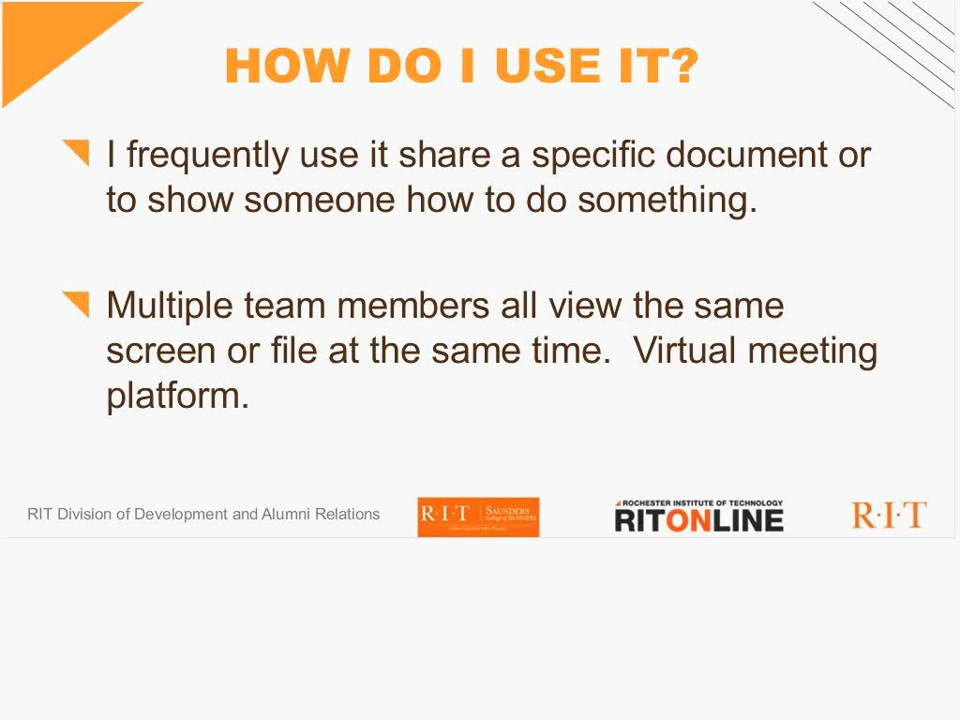 HOW DO I USE IT?
I frequently use it share a specific document or
to show someone how to do something.
Multiple team members all view the same
screen or file at the same time.  Virtual meeting
platform.
RIT Division of Development and Alumni Relations
R·I·T
SAUNDERS
College of BUSINESS
ROCHESTER INSTITUTE OF TECHNOLOGY
RITONLINE
R·I·T